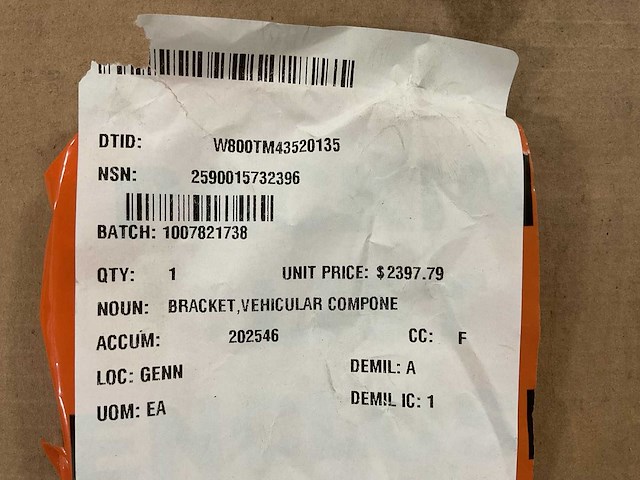 DTID: W800TM43520135
NSN: 2590015732396
BATCH: 1007821738
QTY: 1 UNIT PRICE: $2397.79
NOUN: BRACKET,VEHICULAR COMPONE
ACCUM: 202546 CC: F
LOC: GENN DEMIL: A
UOM: EA DEMIL IC: 1